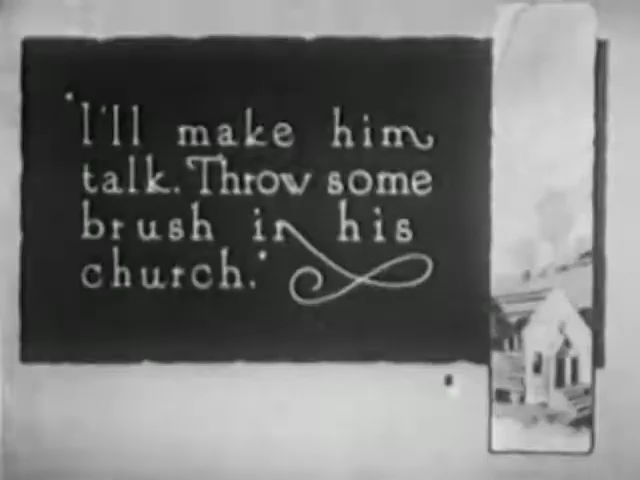 "I'll make him
talk. Throw some
brush in his
church."